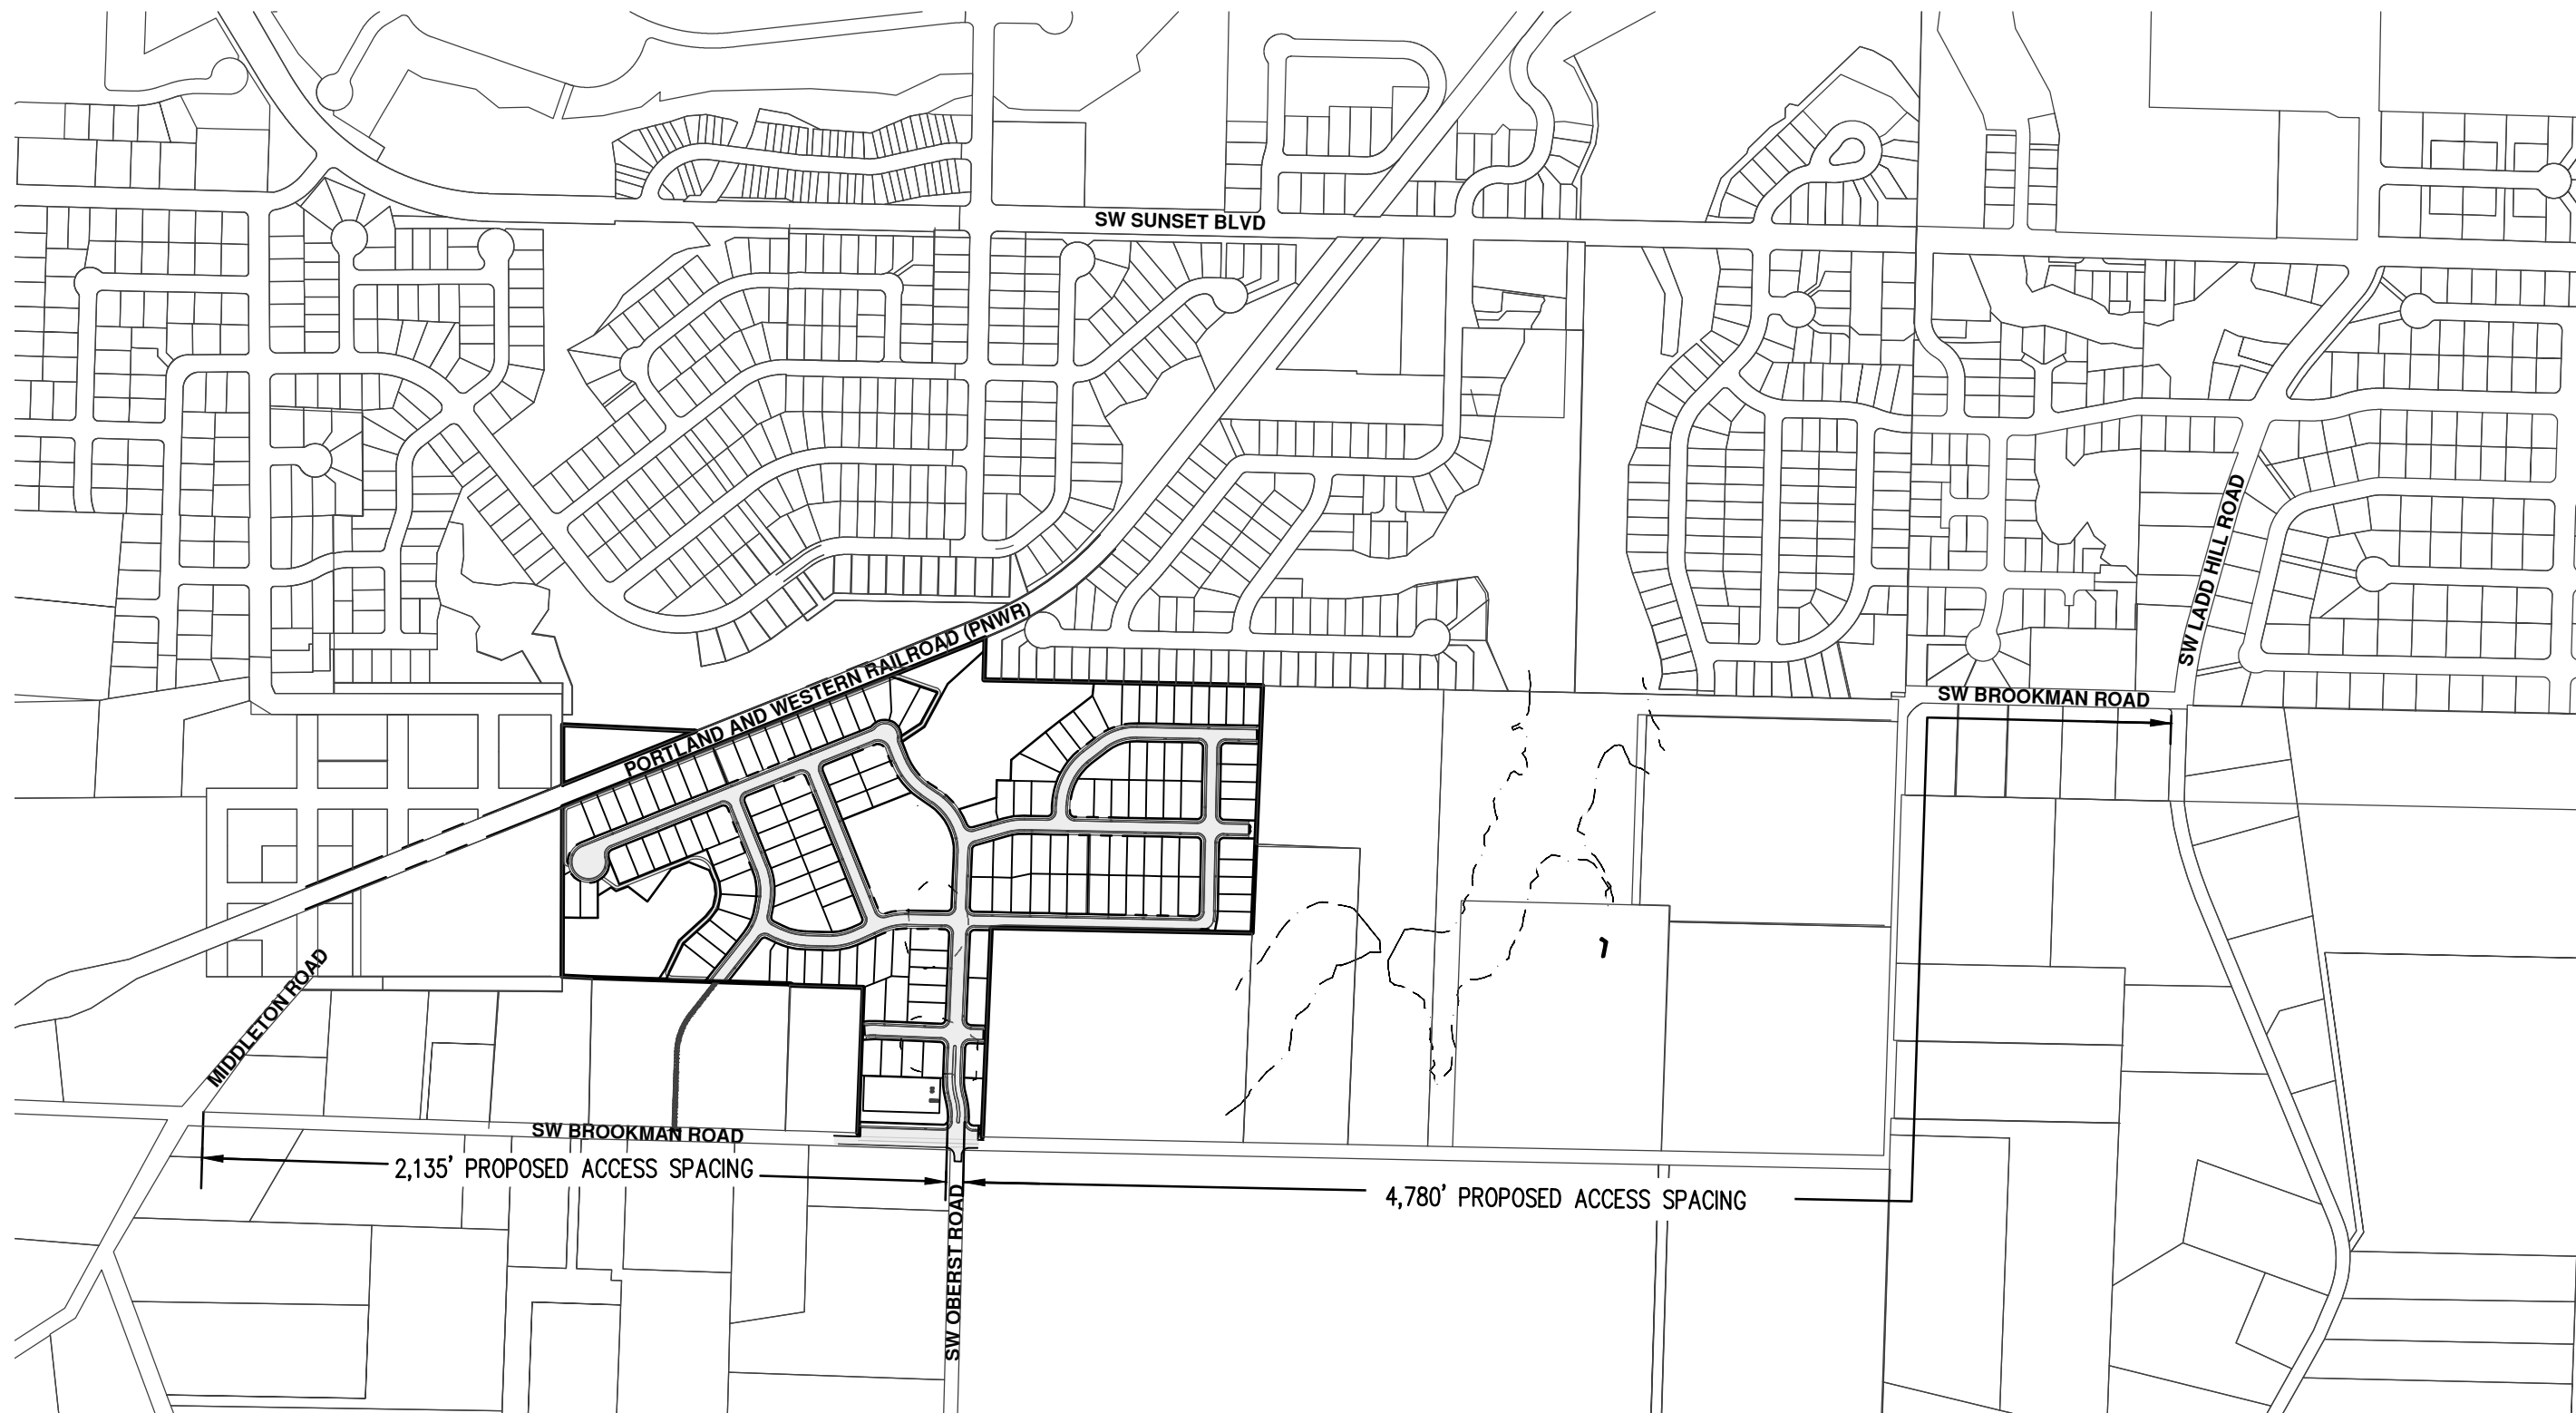 SW SUNSET BLVD
SW LADD HILL ROAD
PORTLAND AND WESTERN RAILROAD (PNWR)
SW BROOKMAN ROAD
MIDDLETON ROAD
SW BROOKMAN ROAD
2,135' PROPOSED ACCESS SPACING
4,780' PROPOSED ACCESS SPACING
SW OBERST ROAD